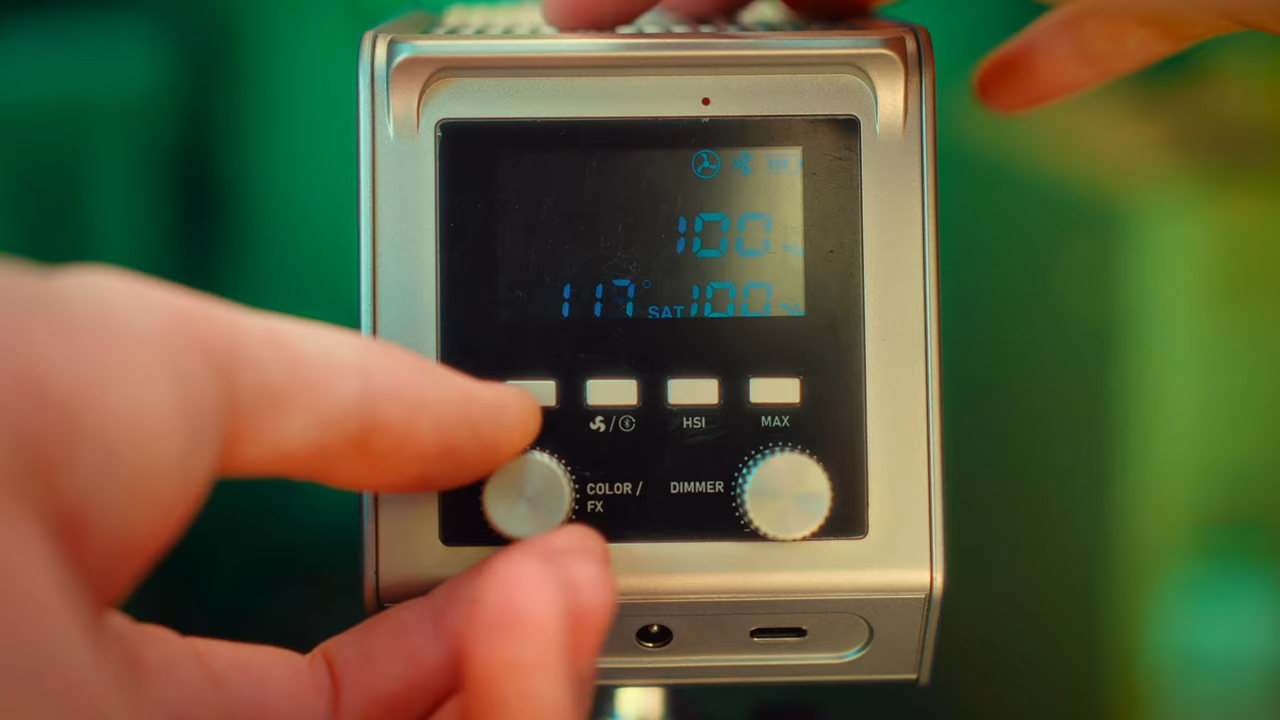 100
117° SAT 100 %
/
HSI
MAX
COLOR /
FX
DIMMER